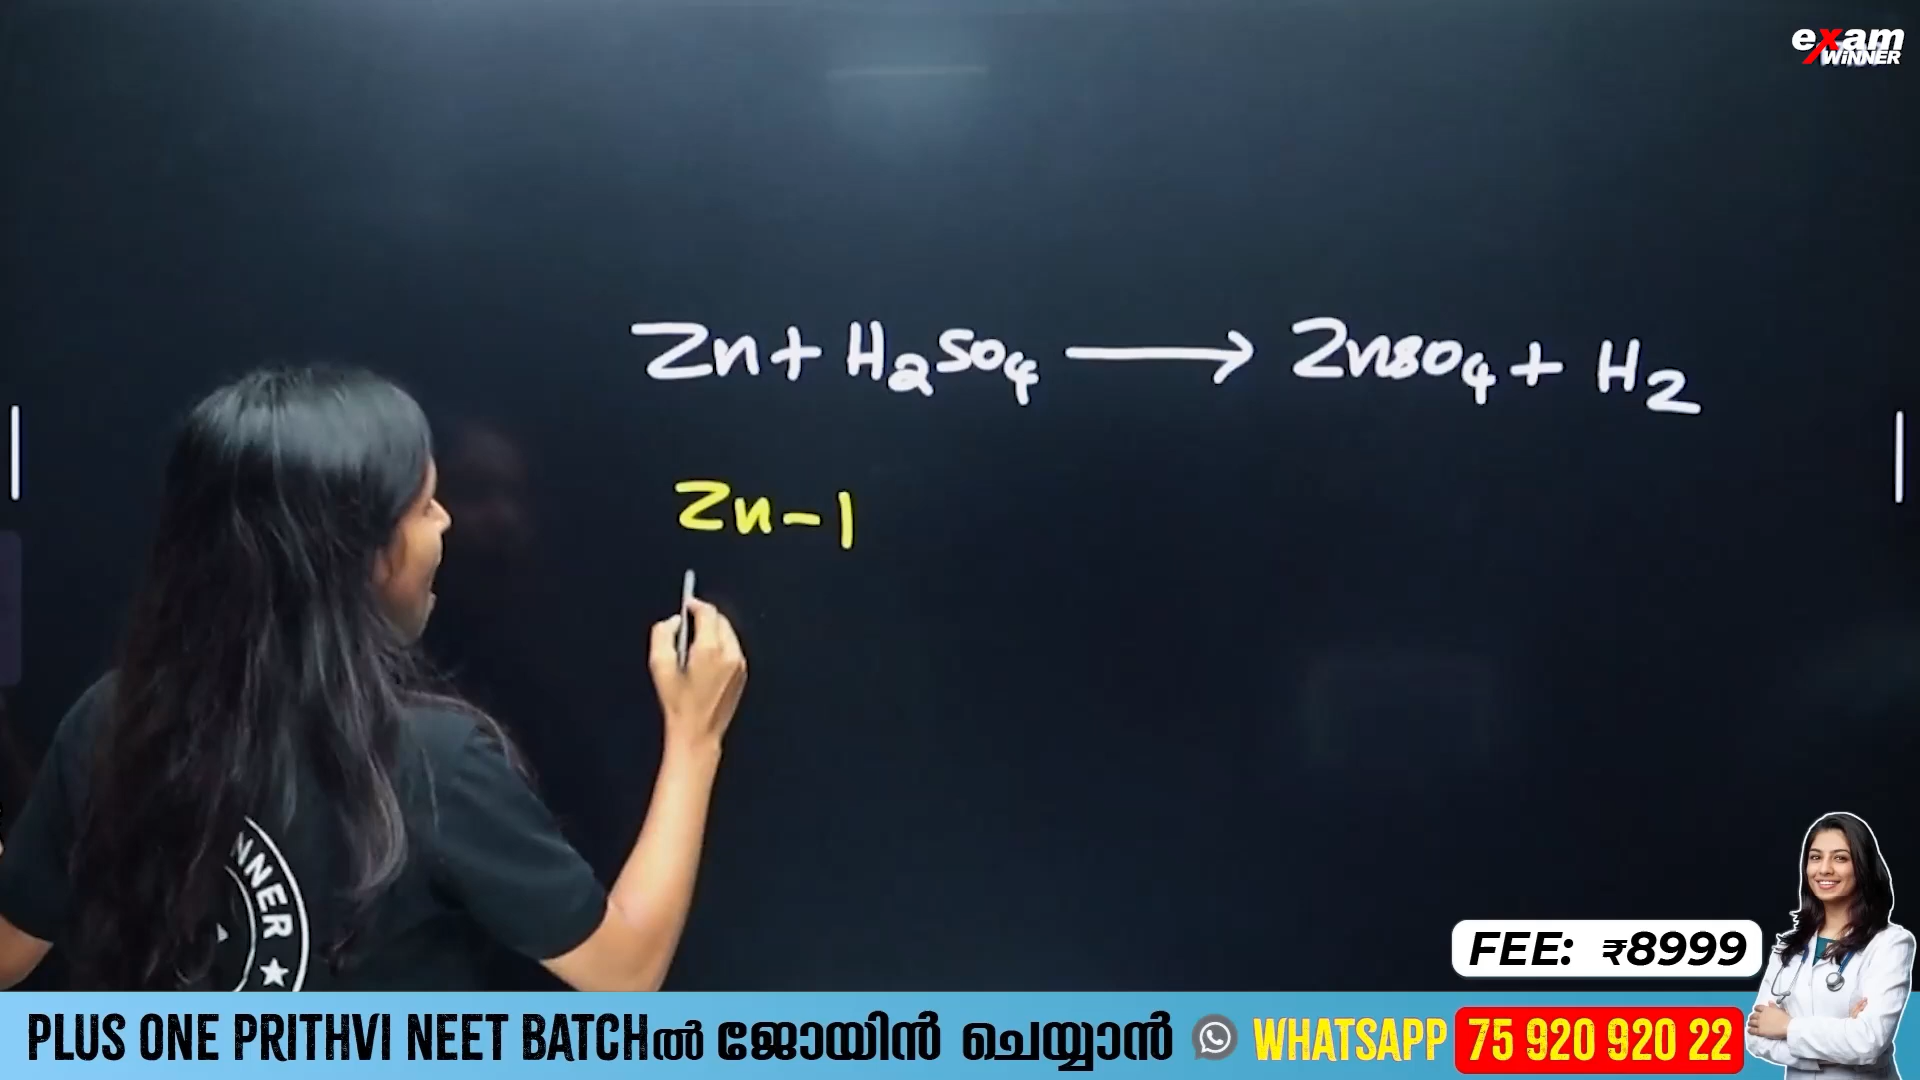 exam
WiNNER
Zn + H₂SO₄ ⟶ ZnSO₄ + H₂
Zn - 1
NNER ★
FEE: ₹8999
PLUS ONE PRITHVI NEET BATCHൽ ജോയിൻ ചെയ്യാൻ WHATSAPP 75 920 920 22